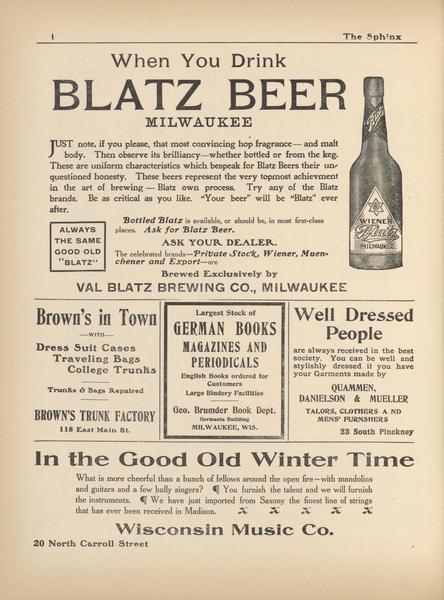 i
The Sphinx
When You Drink
BLATZ BEER
MILWAUKEE
JUST note, if you please, that most convincing hop fragrance—and malt
body. Then observe its brilliancy—whether bottled or from the keg.
These are uniform characteristics which bespeak for Blatz Beers their un-
questioned honesty. These beers represent the very topmost achievment
in the art of brewing—Blatz own process. Try any of the Blatz
brands. Be as critical as you like. "Your beer" will be "Blatz" ever
after.
ALWAYS
THE SAME
GOOD OLD
"BLATZ"
Bottled Blatz is available, or should be, in most first-class
places. Ask for Blatz Beer.
ASK YOUR DEALER.
The celebrated brands—Private Stock, Wiener, Muen-
chener and Export—are
Brewed Exclusively by
VAL BLATZ BREWING CO., MILWAUKEE
Blatz
WIENER
Blatz
MILWAUKEE
Brown's in Town
—WITH—
Dress Suit Cases
Traveling Bags
College Trunks
Trunks & Bags Repaired
BROWN'S TRUNK FACTORY
118 East Main St.
Largest Stock of
GERMAN BOOKS
MAGAZINES AND
PERIODICALS
English Books ordered for
Customers
Large Bindery Facilities
Geo. Brumder Book Dept.
Germania Building
MILWAUKEE, WIS.
Well Dressed
People
are always received in the best
society. You can be well and
stylishly dressed if you have
your Garments made by
QUAMMEN,
DANIELSON & MUELLER
TALORS, CLOTHERS A ND
MENS' FURNSHERS
23 South Pinckney
In the Good Old Winter Time
What is more cheerful than a bunch of fellows around the open fire—with mandolins
and guitars and a few bully singers? ¶ You furnish the talent and we will furnish
the instruments. ¶ We have just imported from Saxony the finest line of strings
that has ever been received in Madison.
Wisconsin Music Co.
20 North Carroll Street